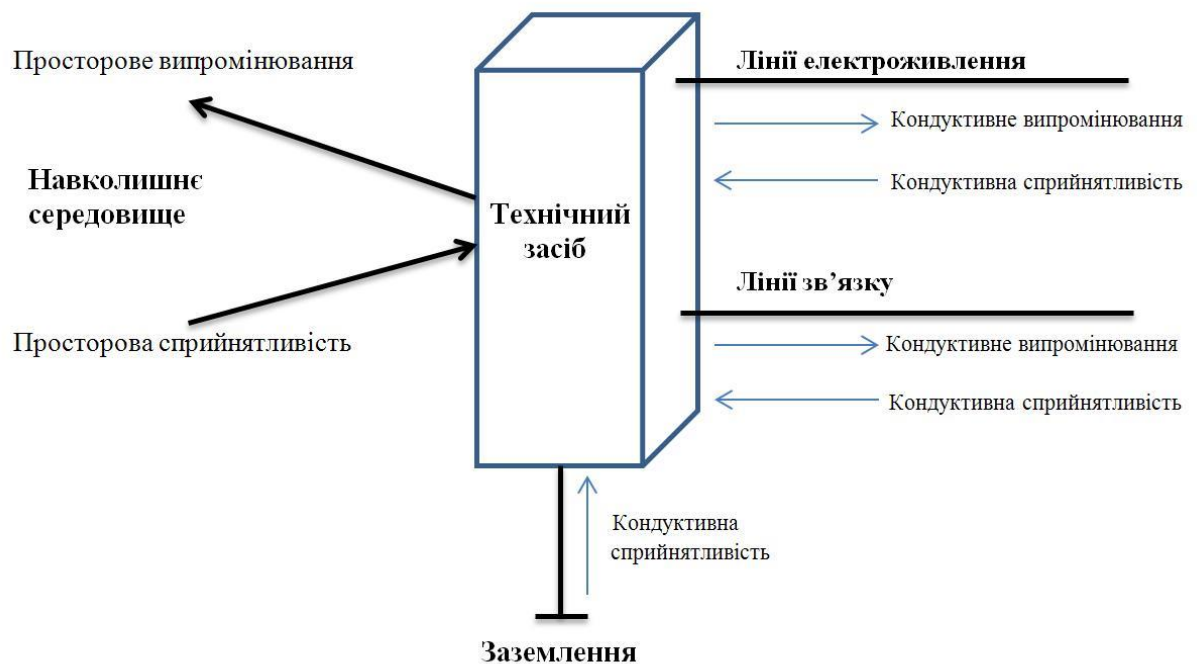 Просторове випромінювання
Навколишнє
середовище
Просторова сприйнятливість
Технічний
засіб
Лінії електроживлення
Кондуктивне випромінювання
Кондуктивна сприйнятливість
Лінії зв’язку
Кондуктивне випромінювання
Кондуктивна сприйнятливість
Кондуктивна
сприйнятливість
Заземлення